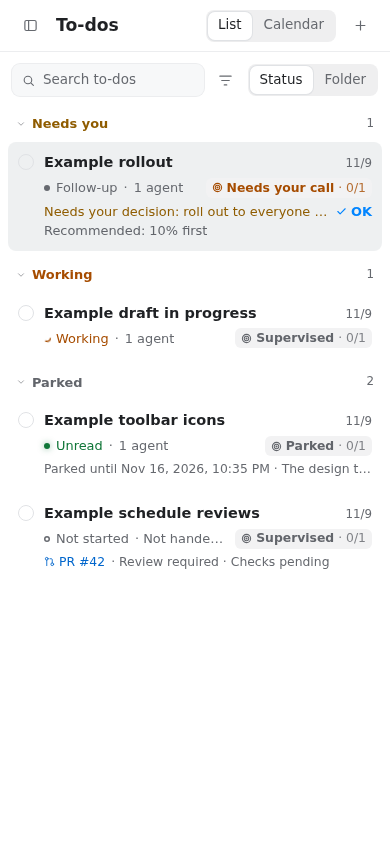 To-dos
List Calendar
Search to-dos
Status Folder
Needs you 1
Example rollout 11/9
Follow-up · 1 agent Needs your call · 0/1
Needs your decision: roll out to everyone … OK
Recommended: 10% first
Working 1
Example draft in progress 11/9
Working · 1 agent Supervised · 0/1
Parked 2
Example toolbar icons 11/9
Unread · 1 agent Parked · 0/1
Parked until Nov 16, 2026, 10:35 PM · The design t…
Example schedule reviews 11/9
Not started · Not hande… Supervised · 0/1
PR #42 · Review required · Checks pending